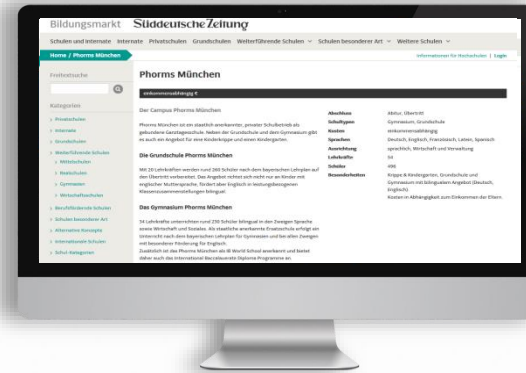 Bildungsmarkt Süddeutsche Zeitung
Schulen und Internate Internate Privatschulen Grundschulen Weiterführende Schulen Schulen besonderer Art Weitere Schulen
Home / Phorms München
Informationen für Hochschulen | Login
Freitextsuche
Kategorien
Privatschulen
Internate
Grundschulen
Weiterführende Schulen
Mittelschulen
Realschulen
Gymnasien
Wirtschaftsschulen
Berufsfördernde Schulen
Schulen besonderer Art
Alternative Konzepte
Internationale Schulen
Schul-Kategorien
Phorms München
einkommensabhängig €
Der Campus Phorms München
Phorms München ist ein staatlich anerkannter, privater Schulbetrieb als
gebundene Ganztagesschule. Neben der Grundschule und dem Gymnasium gibt
es auch ein Angebot für eine Kinderkrippe und einen Kindergarten.
Die Grundschule Phorms München
Mit 20 Lehrkräften werden rund 260 Schüler nach dem bayerischen Lehrplan auf
den Übertritt vorbereitet. Das Angebot richtet sich nicht nur an Kinder mit
englischer Muttersprache, fördert aber Englisch in leistungsbezogenen
Klassenzusammenstellungen bilingual.
Das Gymnasium Phorms München
34 Lehrkräfte unterrichten rund 235 Schüler bilingual in den Zweigen Sprache
sowie Wirtschaft und Soziales. Als staatliche anerkannte Ersatzschule erfolgt ein
Unterricht nach dem bayerischen Lehrplan für Gymnasien und bei allen Zweigen
mit besonderer Förderung für Englisch.
Zusätzlich ist das Phorms München als IB World School anerkannt und bietet
daher auch das International Baccalaureate Diploma Programme an
Abschluss Abitur, Übertritt
Schultypen Gymnasium, Grundschule
Kosten einkommensabhängig
Sprachen Deutsch, Englisch, Französisch, Latein, Spanisch
Ausrichtung sprachlich, Wirtschaft und Verwaltung
Lehrkräfte 54
Schüler 495
Besonderheiten Krippe & Kindergarten, Grundschule und
Gymnasium mit bilingualem Angebot (Deutsch,
Englisch)
Kosten in Abhängigkeit zum Einkommen der Eltern.